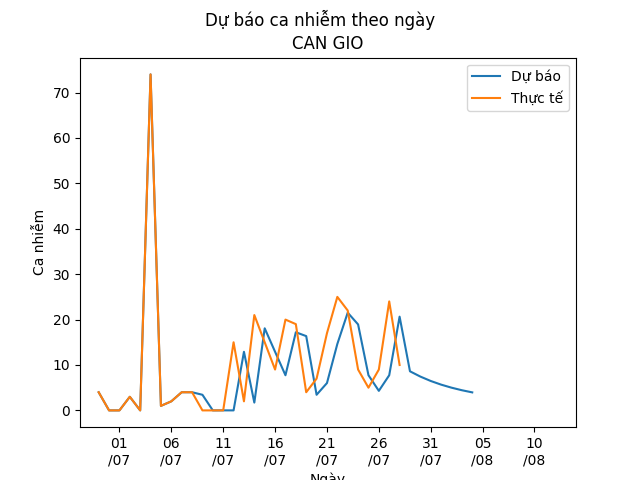 Dự báo ca nhiễm theo ngày
CAN GIO
Dự báo
Thực tế
Ca nhiễm
70
60
50
40
30
20
10
0
01 06 11 16 21 26 31 05 10
/07 /07 /07 /07 /07 /07 /07 /08 /08
Ngày